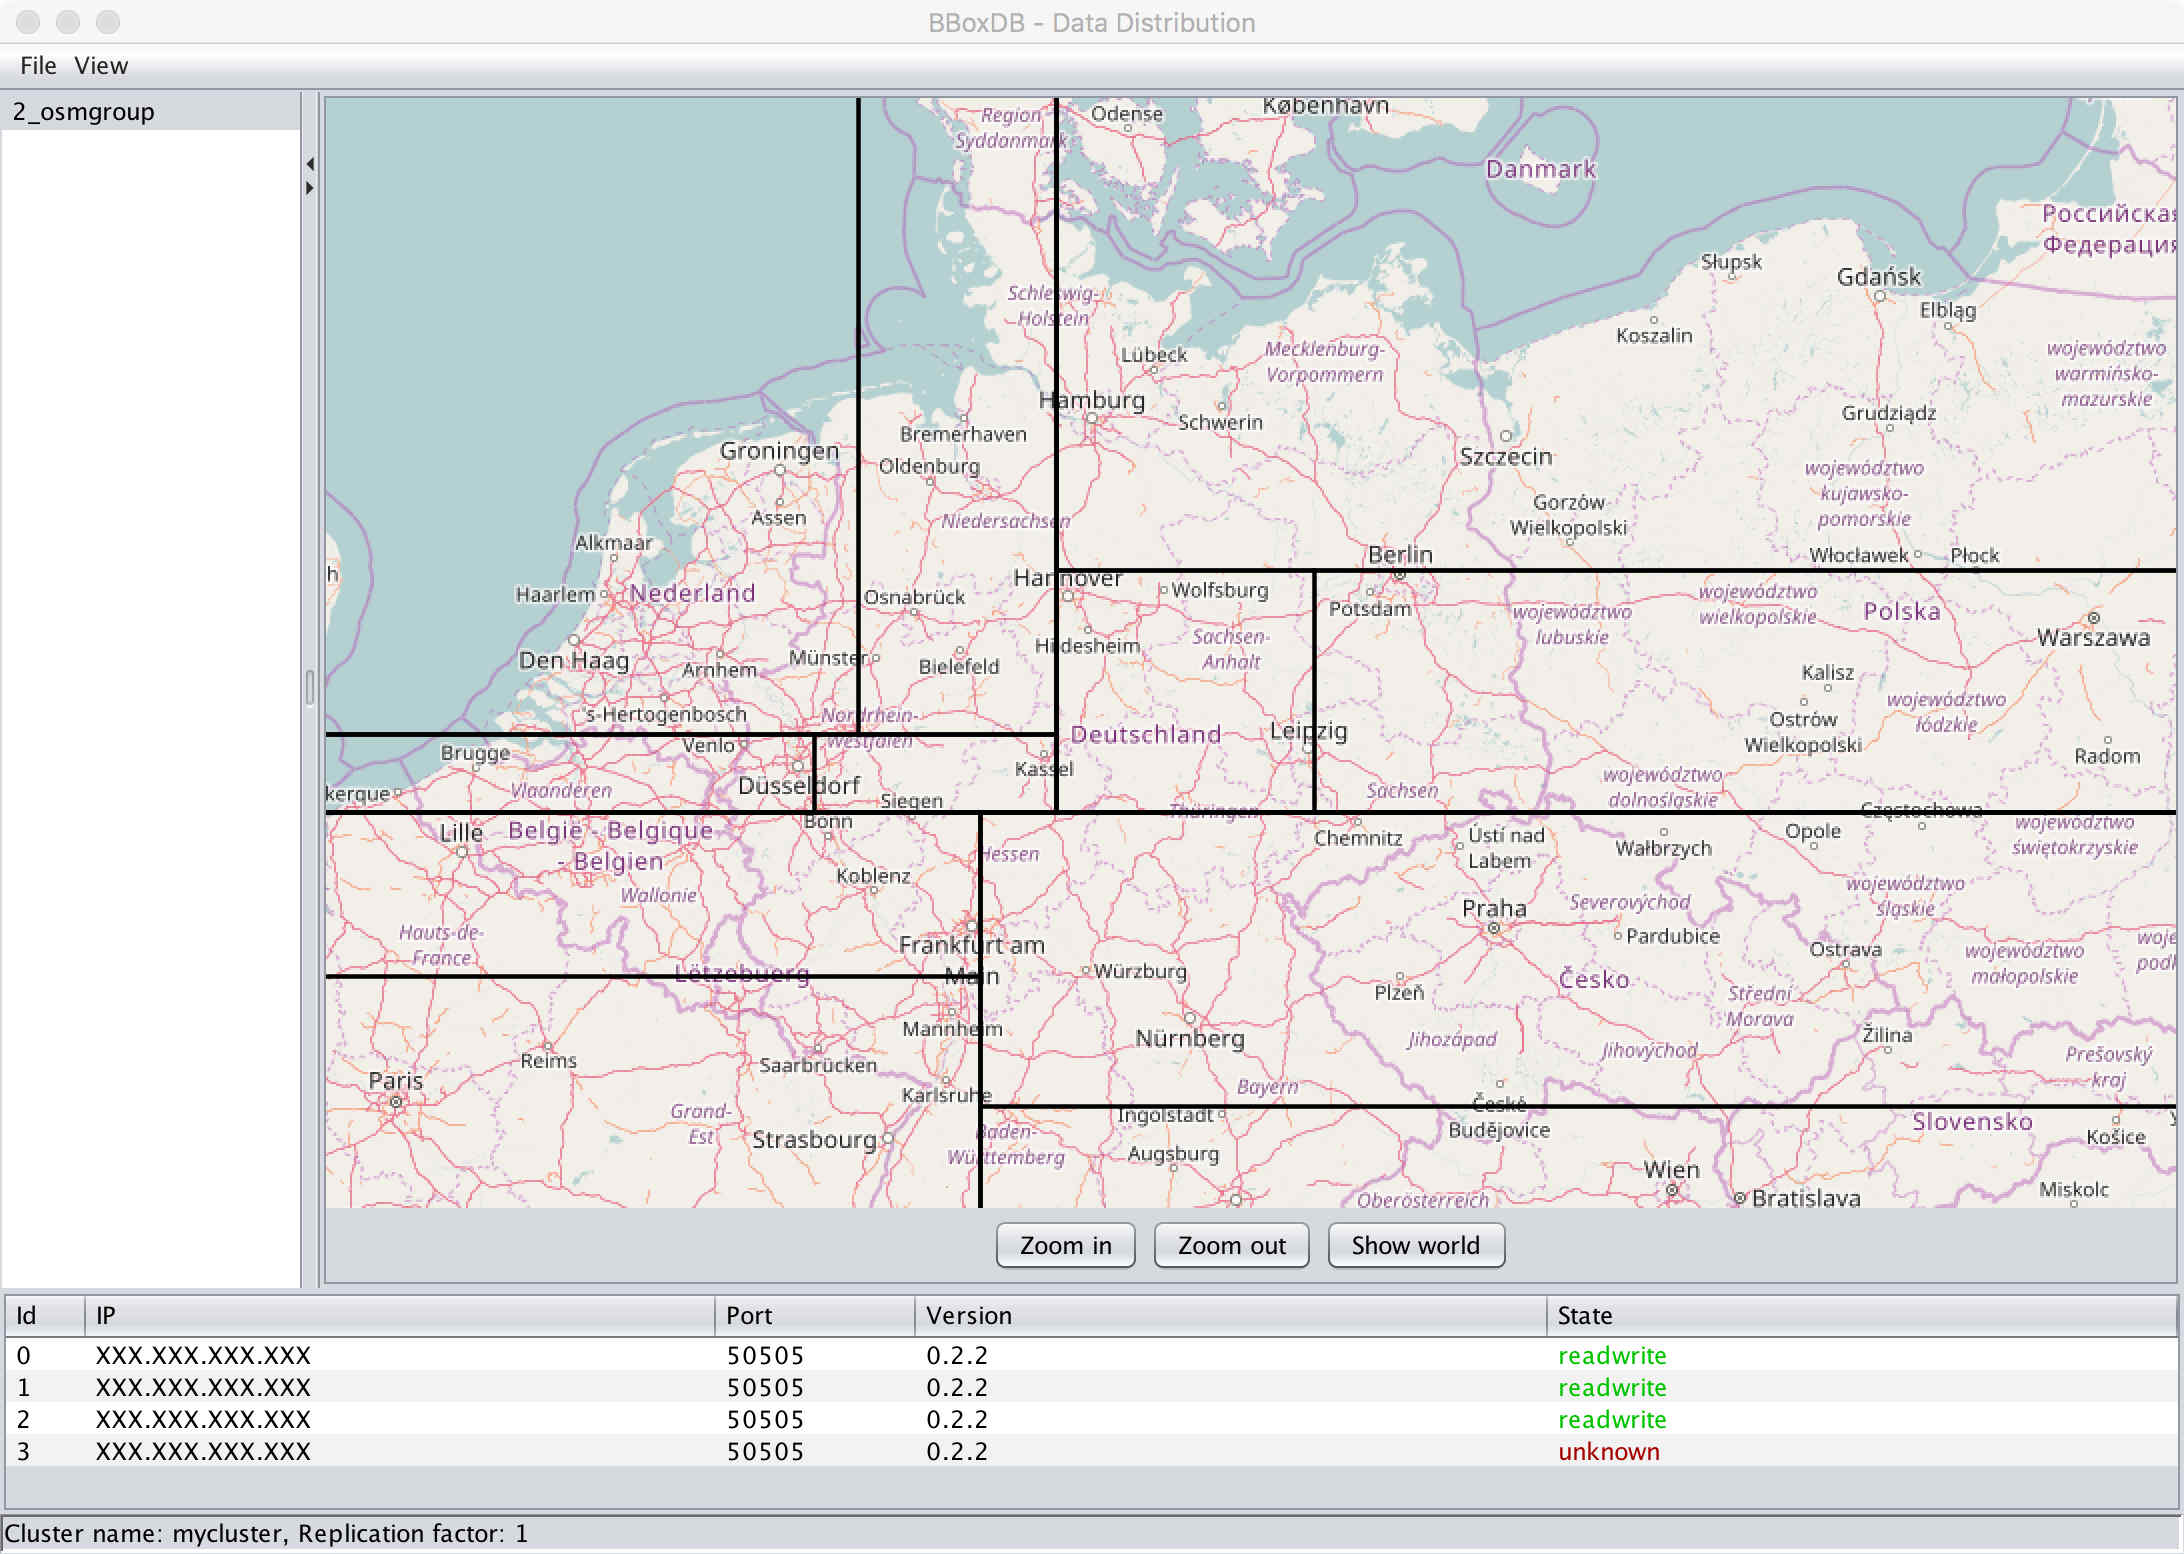 BBoxDB - Data Distribution
File View
2_osmgroup
Region
Syddanmark
Odense
København
Danmark
Российская
Федерация
Schleswig-
Holstein
Słupsk
Gdańsk
Elbląg
Koszalin
Lübeck
Mecklenburg-
Vorpommern
województwo
warmińsko-
mazurskie
Hamburg
Schwerin
Grudziądz
Bremerhaven
Groningen
Oldenburg
Szczecin
województwo
kujawsko-
pomorskie
Assen
Niedersachsen
Gorzów
Wielkopolski
Alkmaar
Berlin
Włocławek
Płock
h
Hannover
Haarlem
Nederland
Osnabrück
Wolfsburg
Potsdam
województwo
lubuskie
województwo
wielkopolskie
Polska
Warszawa
Den Haag
Arnhem
Münster
Bielefeld
Hildesheim
Sachsen-
Anhalt
Kalisz
's-Hertogenbosch
Nordrhein-
Westfalen
Deutschland
Leipzig
Ostrów
Wielkopolski
województwo
łódzkie
Radom
Brugge
Venlo
Kassel
Düsseldorf
kerque
Vlaanderen
Siegen
Sachsen
województwo
dolnośląskie
Thüringen
Częstochowa
Lille
België - Belgique
- Belgien
Bonn
Hessen
Chemnitz
Ústí nad
Labem
Wałbrzych
Opole
województwo
świętokrzyskie
Koblenz
Wallonie
województwo
śląskie
Hauts-de-
France
Frankfurt am
Main
Praha
Severovýchod
Pardubice
Ostrava
województwo
małopolskie
woje
podk
Lëtzebuerg
Würzburg
Plzeň
Česko
Střední
Morava
Mannheim
Nürnberg
Jihozápad
Jihovýchod
Žilina
Prešovský
kraj
Reims
Saarbrücken
Paris
Karlsruhe
Bayern
Grand-
Est
Strasbourg
Baden-
Württemberg
Ingolstadt
Augsburg
České
Budějovice
Slovensko
Košice
Wien
Oberösterreich
Bratislava
Miskolc
Zoom in Zoom out Show world
Id IP Port Version State
0 XXX.XXX.XXX.XXX 50505 0.2.2 readwrite
1 XXX.XXX.XXX.XXX 50505 0.2.2 readwrite
2 XXX.XXX.XXX.XXX 50505 0.2.2 readwrite
3 XXX.XXX.XXX.XXX 50505 0.2.2 unknown
Cluster name: mycluster, Replication factor: 1